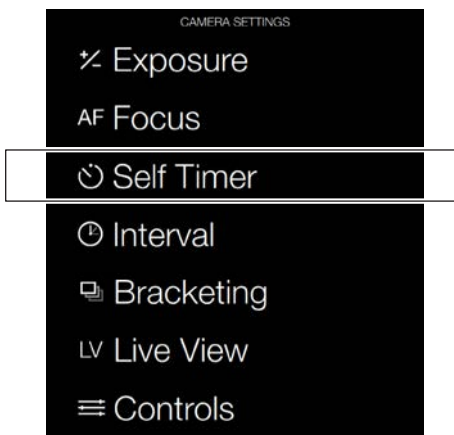 CAMERA SETTINGS
+/- Exposure
AF Focus
Self Timer
Interval
Bracketing
LV Live View
Controls